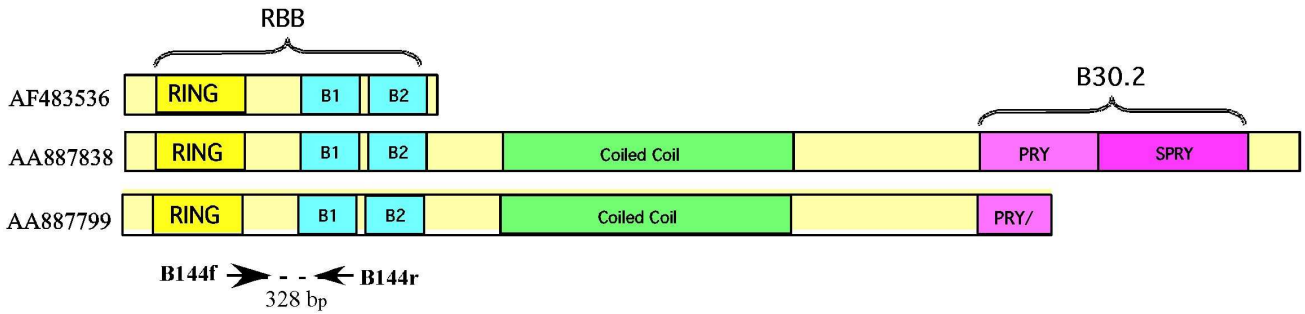 RBB
B30.2
AF483536 RING B1 B2
AA887838 RING B1 B2 Coiled Coil PRY SPRY
AA887799 RING B1 B2 Coiled Coil PRY/
B144f B144r
328 bp